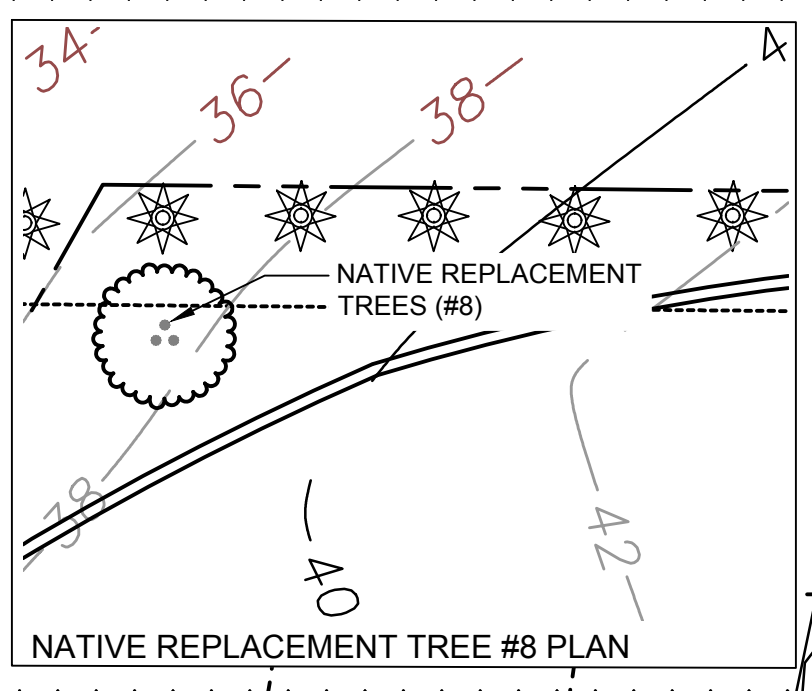 34-
36-
38-
4
NATIVE REPLACEMENT
TREES (#8)
38
40
42
NATIVE REPLACEMENT TREE #8 PLAN